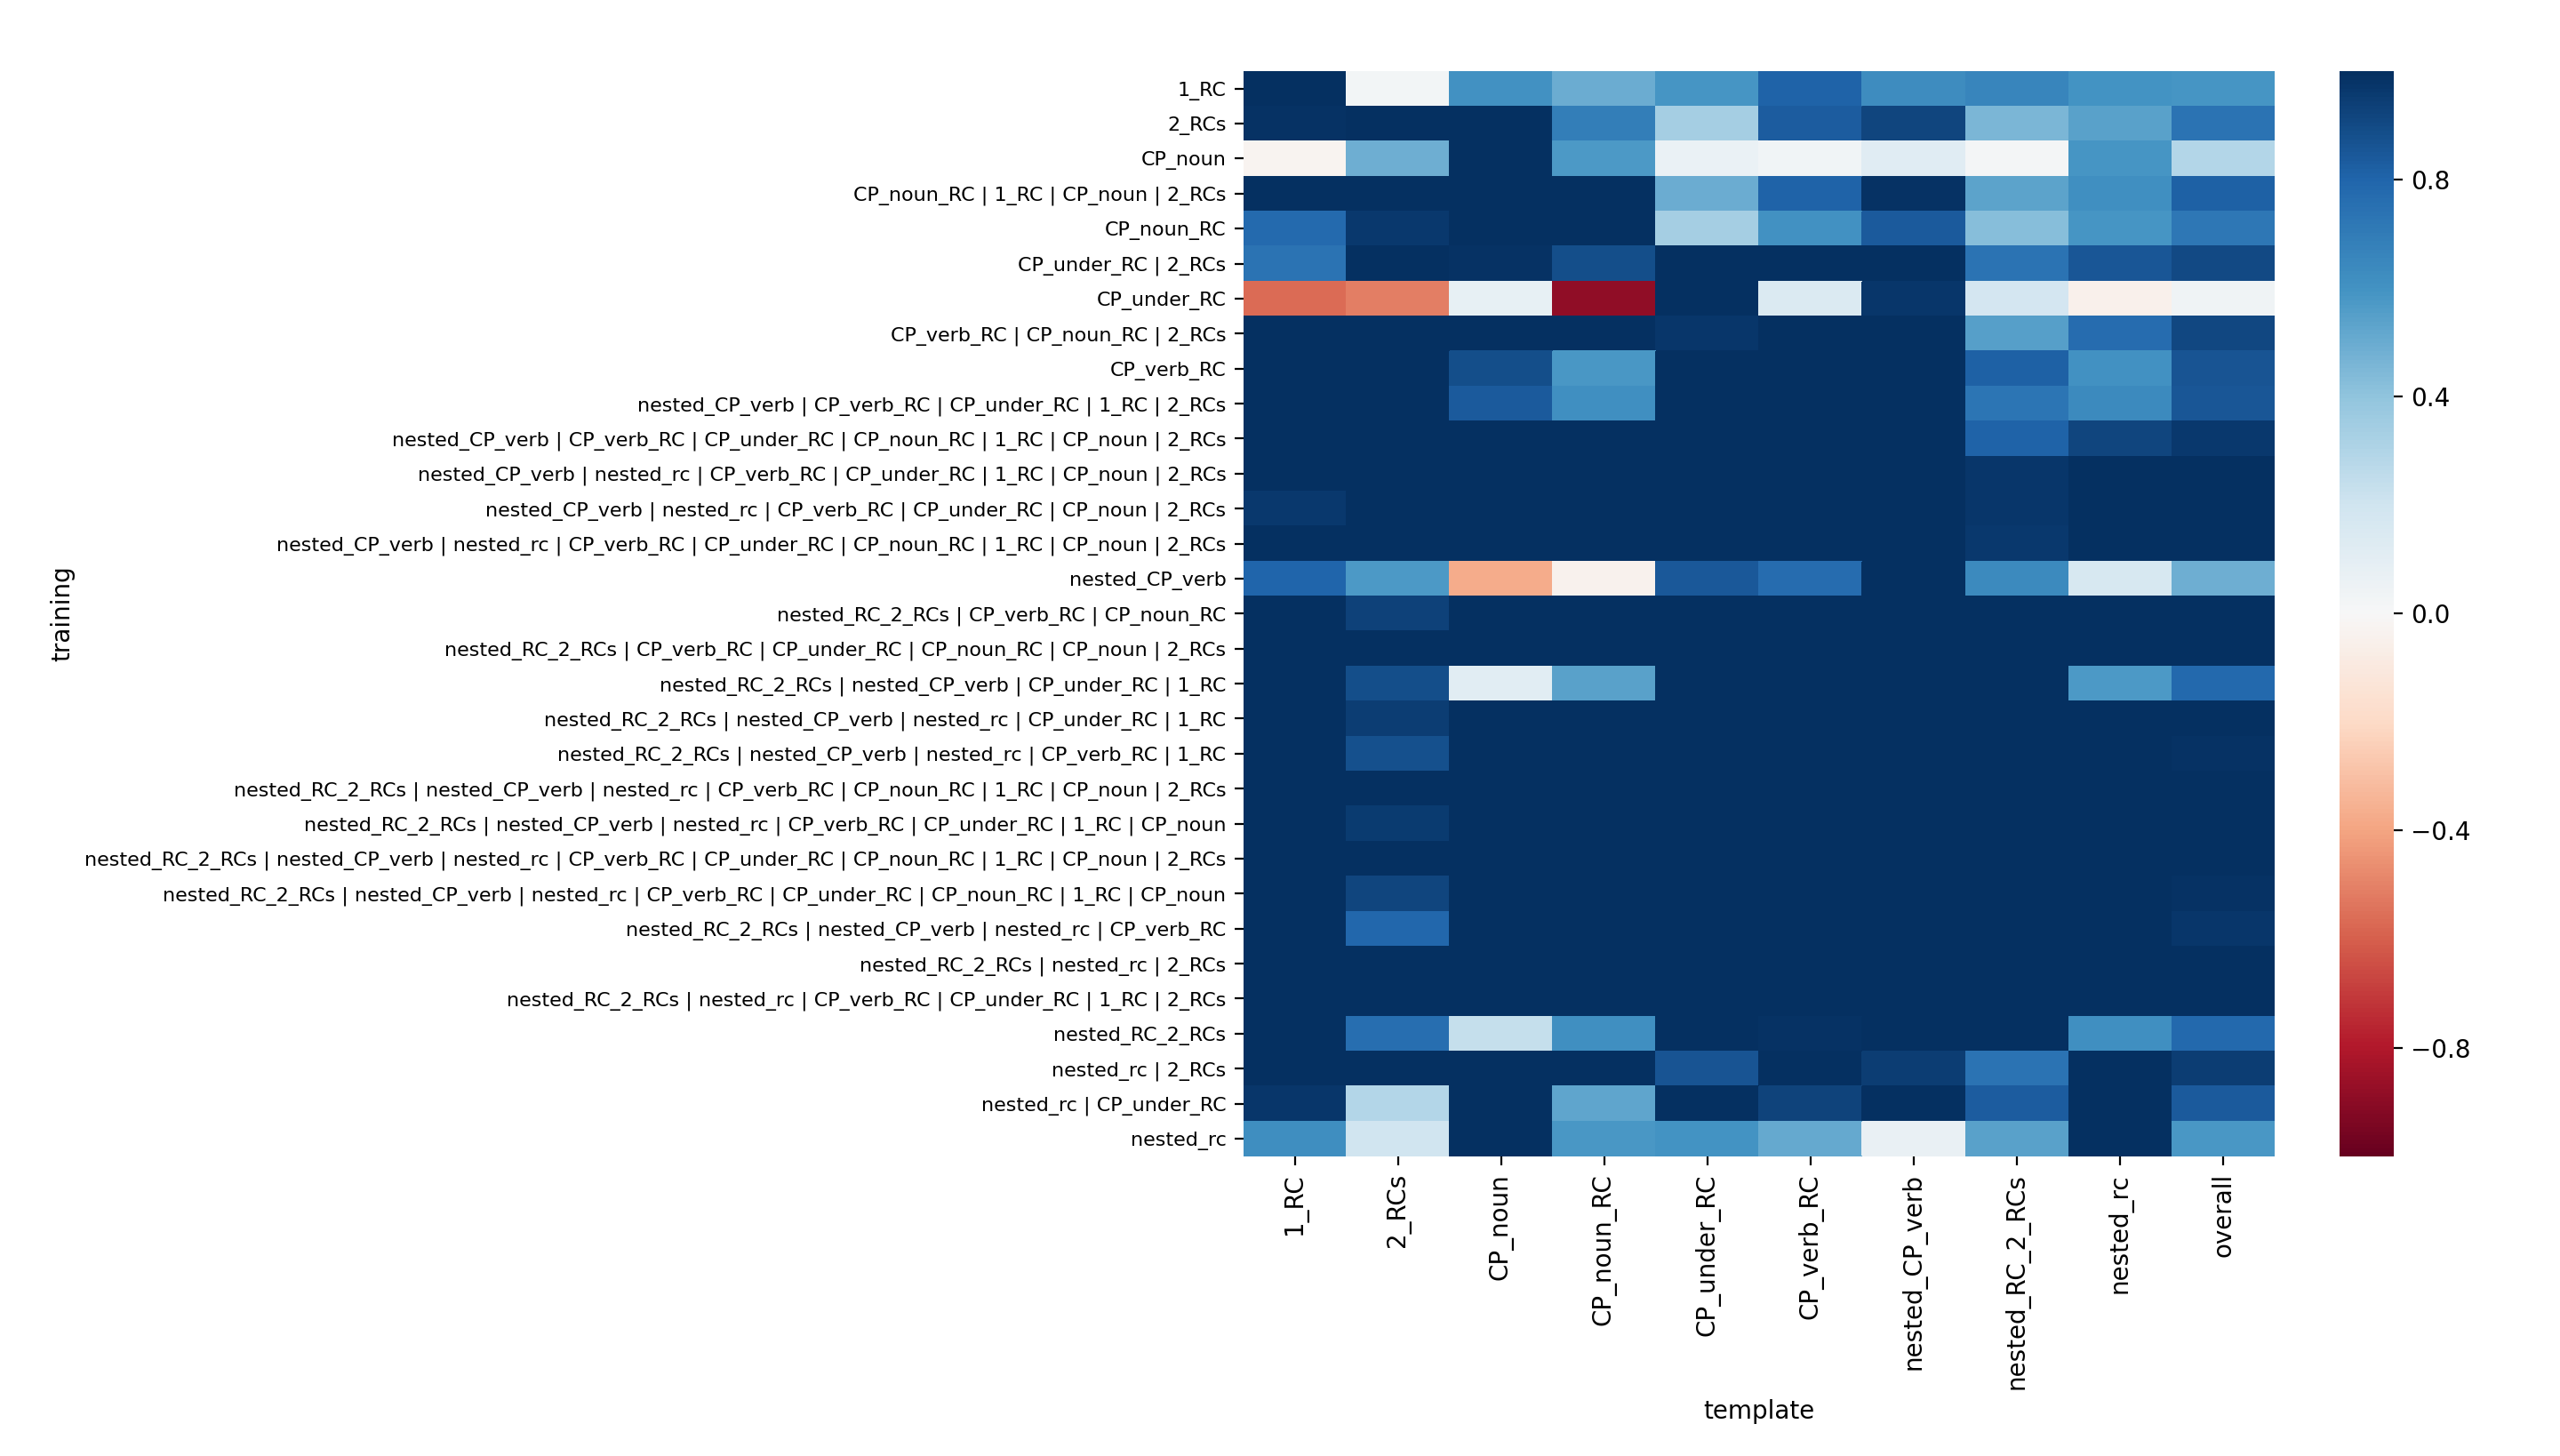 1_RC
2_RCs
CP_noun
CP_noun_RC | 1_RC | CP_noun | 2_RCs
CP_noun_RC
CP_under_RC | 2_RCs
CP_under_RC
CP_verb_RC | CP_noun_RC | 2_RCs
CP_verb_RC
nested_CP_verb | CP_verb_RC | CP_under_RC | 1_RC | 2_RCs
nested_CP_verb | CP_verb_RC | CP_under_RC | CP_noun_RC | 1_RC | CP_noun | 2_RCs
nested_CP_verb | nested_rc | CP_verb_RC | CP_under_RC | 1_RC | CP_noun | 2_RCs
nested_CP_verb | nested_rc | CP_verb_RC | CP_under_RC | CP_noun | 2_RCs
nested_CP_verb | nested_rc | CP_verb_RC | CP_under_RC | CP_noun_RC | 1_RC | CP_noun | 2_RCs
nested_CP_verb
nested_RC_2_RCs | CP_verb_RC | CP_noun_RC
nested_RC_2_RCs | CP_verb_RC | CP_under_RC | CP_noun_RC | CP_noun | 2_RCs
nested_RC_2_RCs | nested_CP_verb | CP_under_RC | 1_RC
nested_RC_2_RCs | nested_CP_verb | nested_rc | CP_under_RC | 1_RC
nested_RC_2_RCs | nested_CP_verb | nested_rc | CP_verb_RC | 1_RC
nested_RC_2_RCs | nested_CP_verb | nested_rc | CP_verb_RC | CP_noun_RC | 1_RC | CP_noun | 2_RCs
nested_RC_2_RCs | nested_CP_verb | nested_rc | CP_verb_RC | CP_under_RC | 1_RC | CP_noun
nested_RC_2_RCs | nested_CP_verb | nested_rc | CP_verb_RC | CP_under_RC | CP_noun_RC | 1_RC | CP_noun | 2_RCs
nested_RC_2_RCs | nested_CP_verb | nested_rc | CP_verb_RC | CP_under_RC | CP_noun_RC | 1_RC | CP_noun
nested_RC_2_RCs | nested_CP_verb | nested_rc | CP_verb_RC
nested_RC_2_RCs | nested_rc | 2_RCs
nested_RC_2_RCs | nested_rc | CP_verb_RC | CP_under_RC | 1_RC | 2_RCs
nested_RC_2_RCs
nested_rc | 2_RCs
nested_rc | CP_under_RC
nested_rc
training
1_RC
2_RCs
CP_noun
CP_noun_RC
CP_under_RC
CP_verb_RC
nested_CP_verb
nested_RC_2_RCs
nested_rc
overall
template
0.8
0.4
0.0
−0.4
−0.8